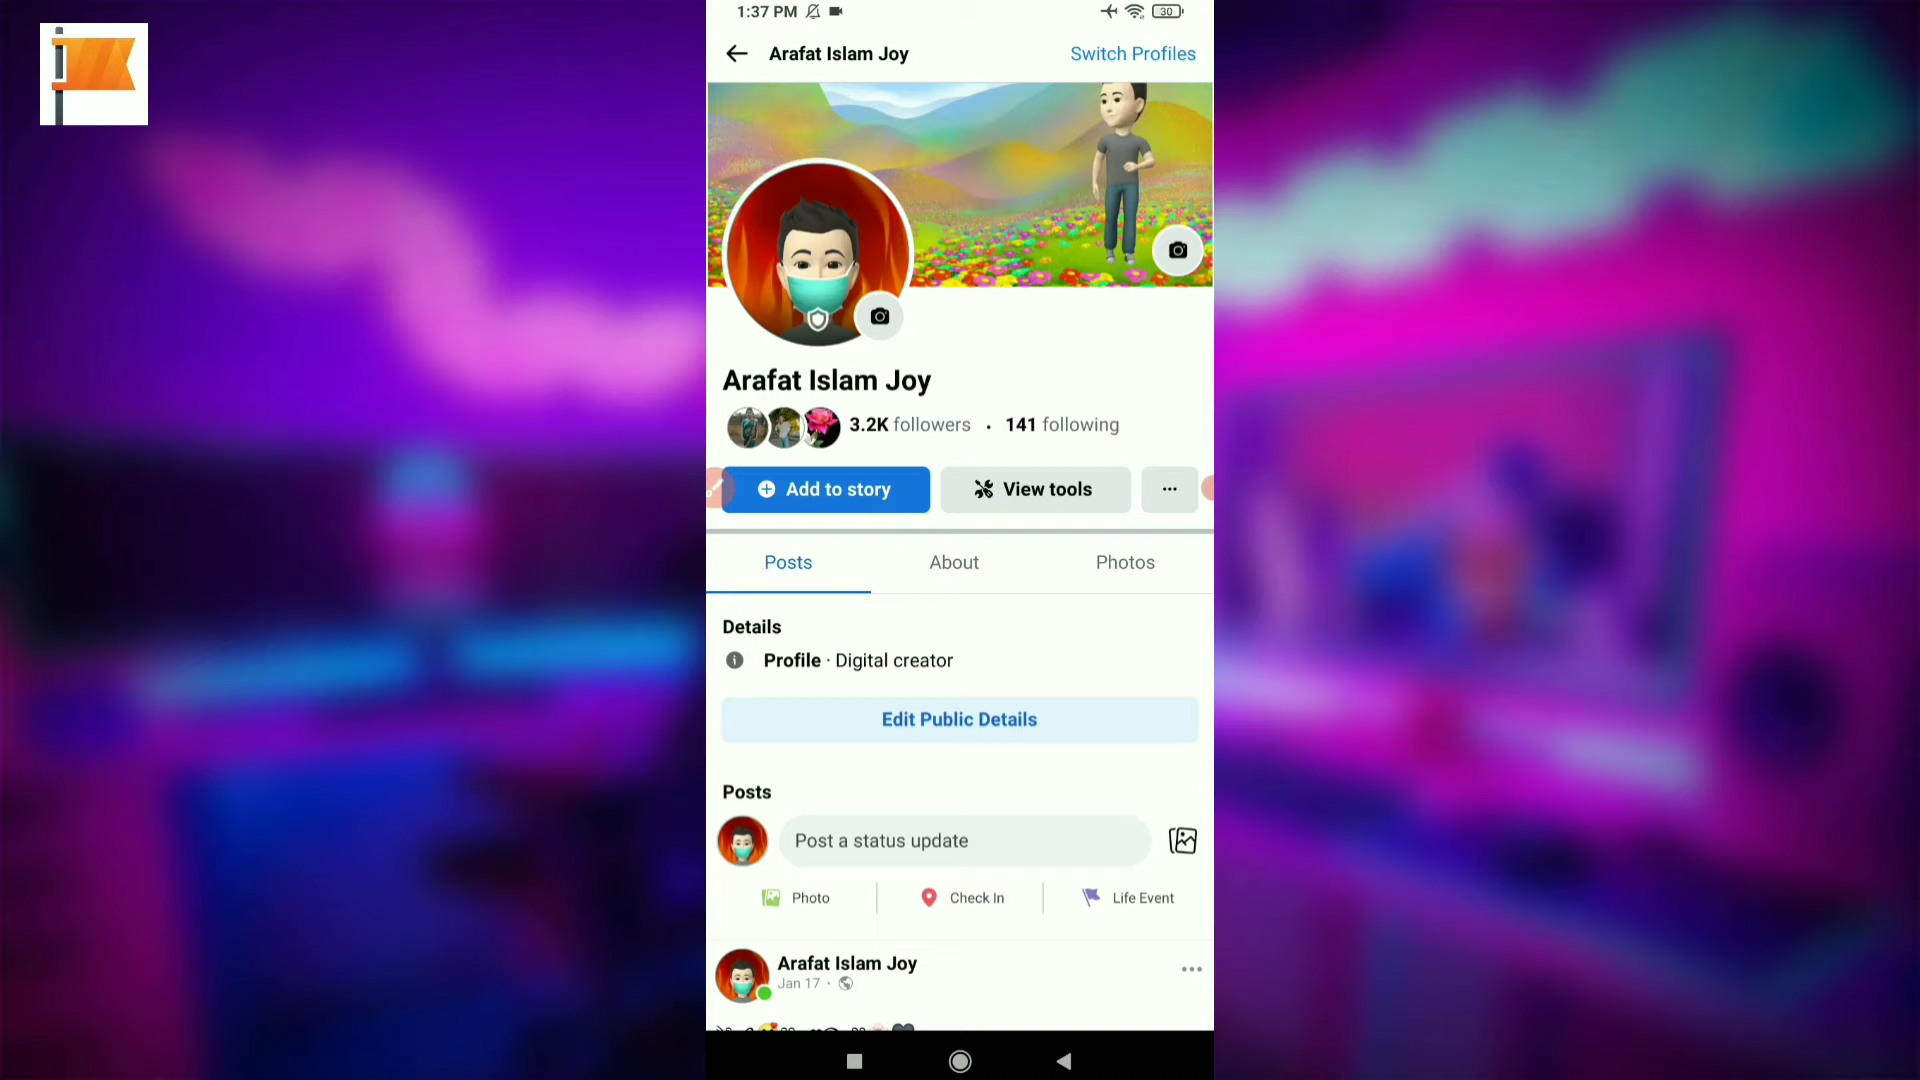 1:37 PM 30
Arafat Islam Joy Switch Profiles
Arafat Islam Joy
3.2K followers · 141 following
Add to story View tools
Posts About Photos
Details
Profile · Digital creator
Edit Public Details
Posts
Post a status update
Photo Check In Life Event
Arafat Islam Joy
Jan 17 ·